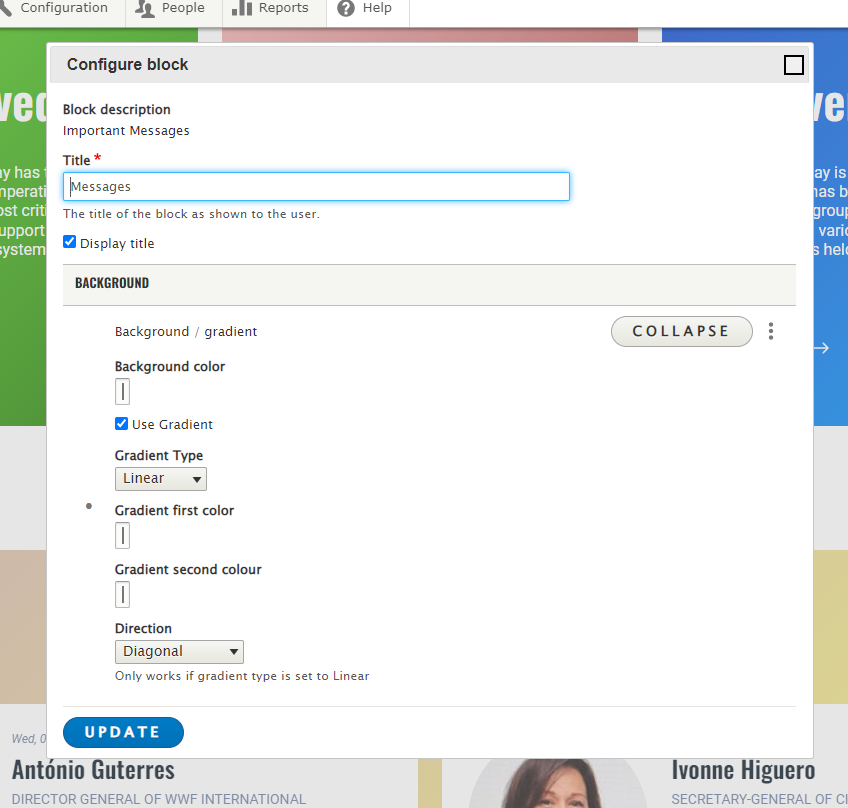 Configuration People Reports Help
Configure block
Block description
Important Messages
Title *
Messages
The title of the block as shown to the user.
Display title
BACKGROUND
Background / gradient
COLLAPSE
Background color
Use Gradient
Gradient Type
Linear
Gradient first color
Gradient second colour
Direction
Diagonal
Only works if gradient type is set to Linear
UPDATE
Wed, 0
António Guterres
DIRECTOR GENERAL OF WWF INTERNATIONAL
Ivonne Higuero
SECRETARY-GENERAL OF CI